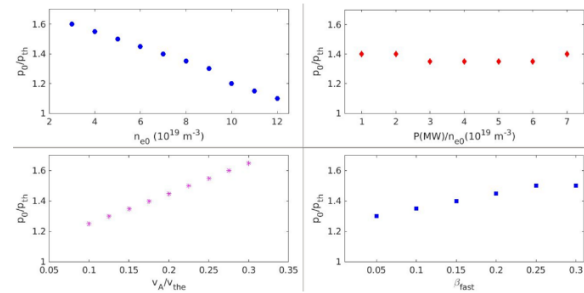 p0/pth
1.6
1.4
1.2
1
2 4 6 8 10 12
ne0 (10^19 m^-3)
p0/pth
1.6
1.4
1.2
1
1 2 3 4 5 6 7
P(MW)/ne0(10^19 m^-3)
p0/pth
1.6
1.4
1.2
1
0.05 0.1 0.15 0.2 0.25 0.3 0.35
vA/vthe
p0/pth
1.6
1.4
1.2
1
0.05 0.1 0.15 0.2 0.25 0.3
βfast